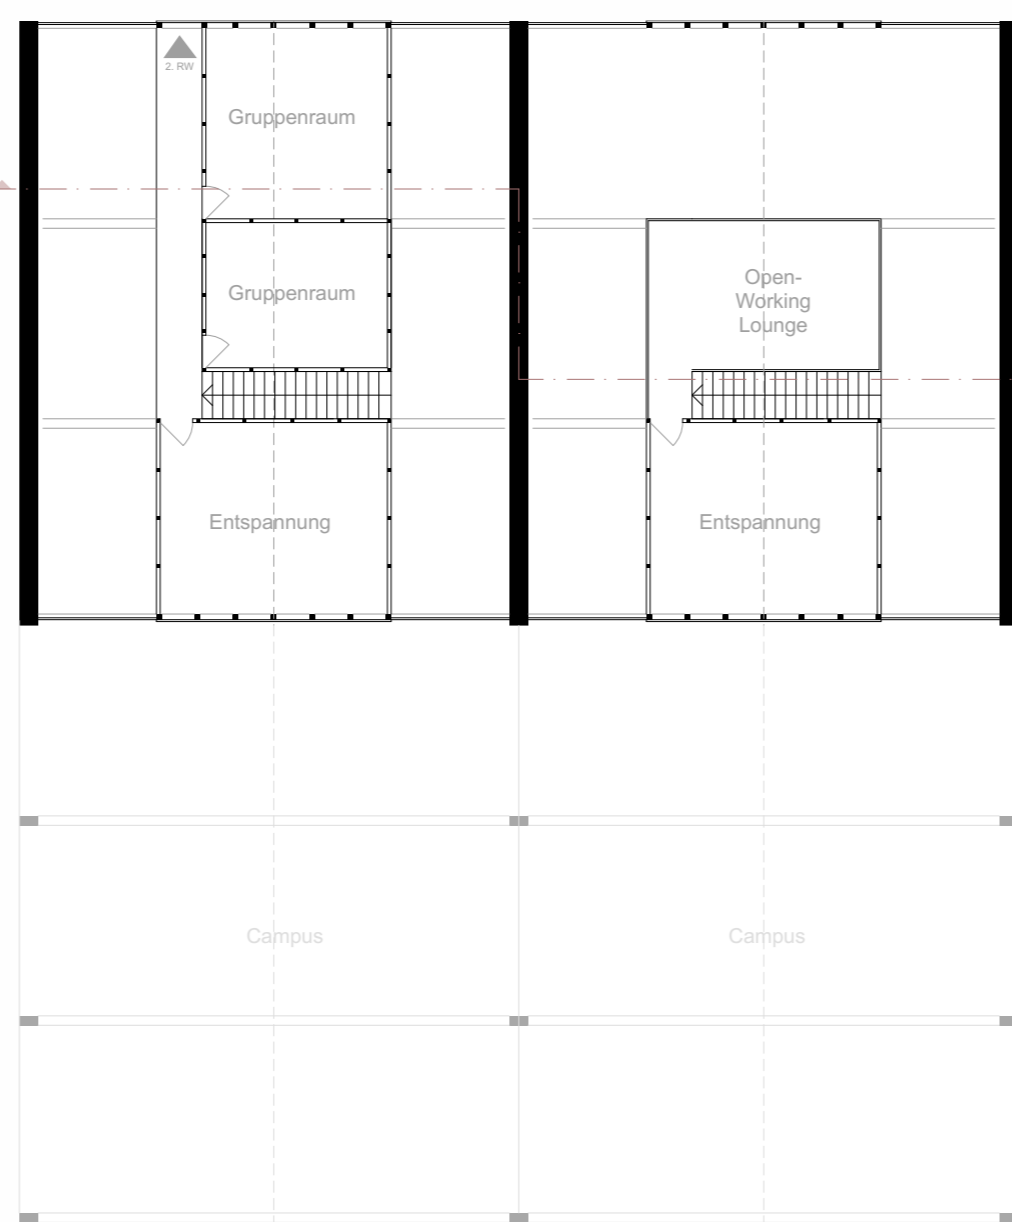 2. RW
Gruppenraum
Gruppenraum
Open-
Working
Lounge
Entspannung
Entspannung
Campus
Campus